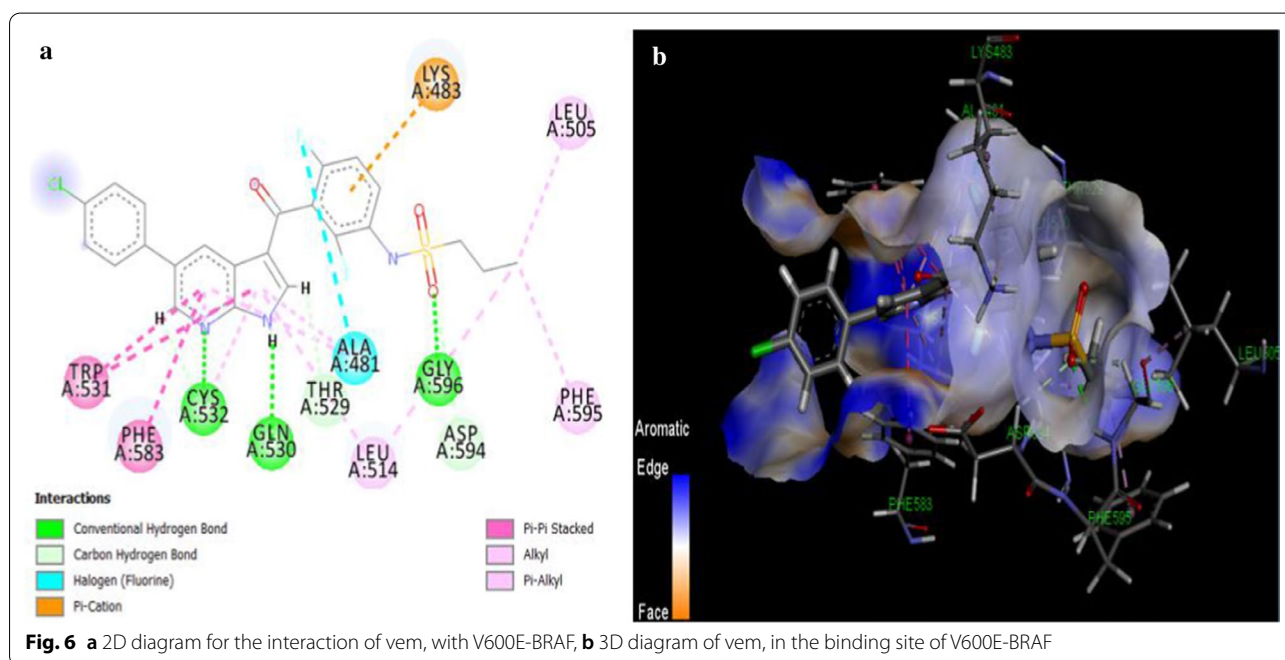 a
LYS
A:483
LEU
A:505
Cl
F
O
O
N
S
O
H
H
N
N
H
TRP
A:531
CYS
A:532
ALA
A:481
GLY
A:596
PHE
A:595
PHE
A:583
GLN
A:530
THR
A:529
LEU
A:514
ASP
A:594
Interactions
Conventional Hydrogen Bond
Carbon Hydrogen Bond
Halogen (Fluorine)
Pi-Cation
Pi-Pi Stacked
Alkyl
Pi-Alkyl
b
LYS483
PHE583
PHE595
Aromatic
Edge
Face
Fig. 6 a 2D diagram for the interaction of vem, with V600E-BRAF, b 3D diagram of vem, in the binding site of V600E-BRAF